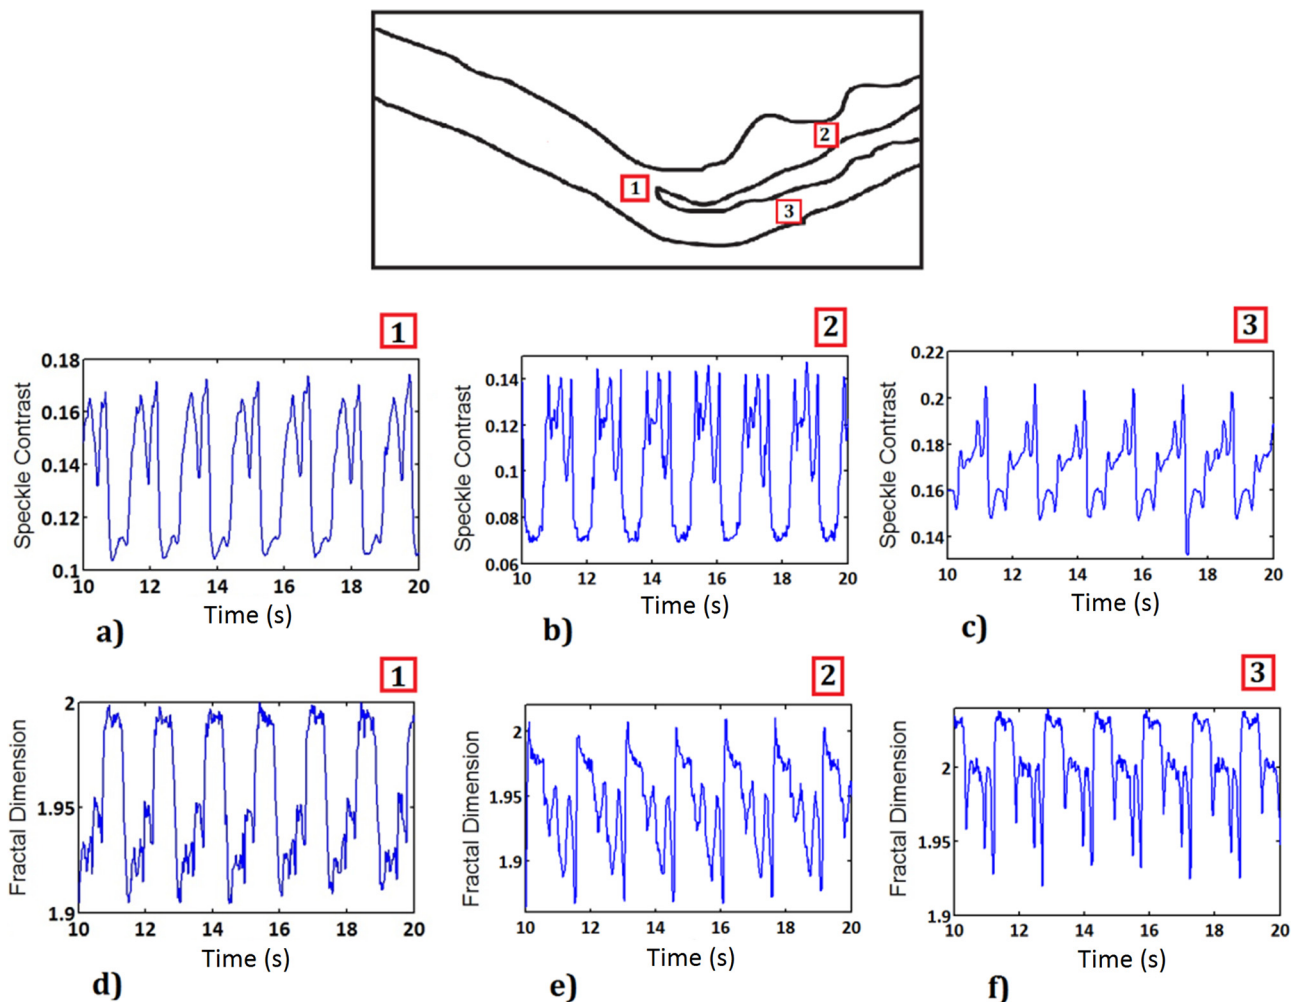 2
1
3
1
2
3
0.18
0.16
0.14
0.12
0.1
Speckle Contrast
10 12 14 16 18 20
Time (s)
a)
0.14
0.12
0.1
0.08
0.06
Speckle Contrast
10 12 14 16 18 20
Time (s)
b)
0.22
0.2
0.18
0.16
0.14
Speckle Contrast
10 12 14 16 18 20
Time (s)
c)
1
2
3
2
1.95
1.9
Fractal Dimension
10 12 14 16 18 20
Time (s)
d)
2
1.95
1.9
Fractal Dimension
10 12 14 16 18 20
Time (s)
e)
2
1.95
1.9
Fractal Dimension
10 12 14 16 18 20
Time (s)
f)